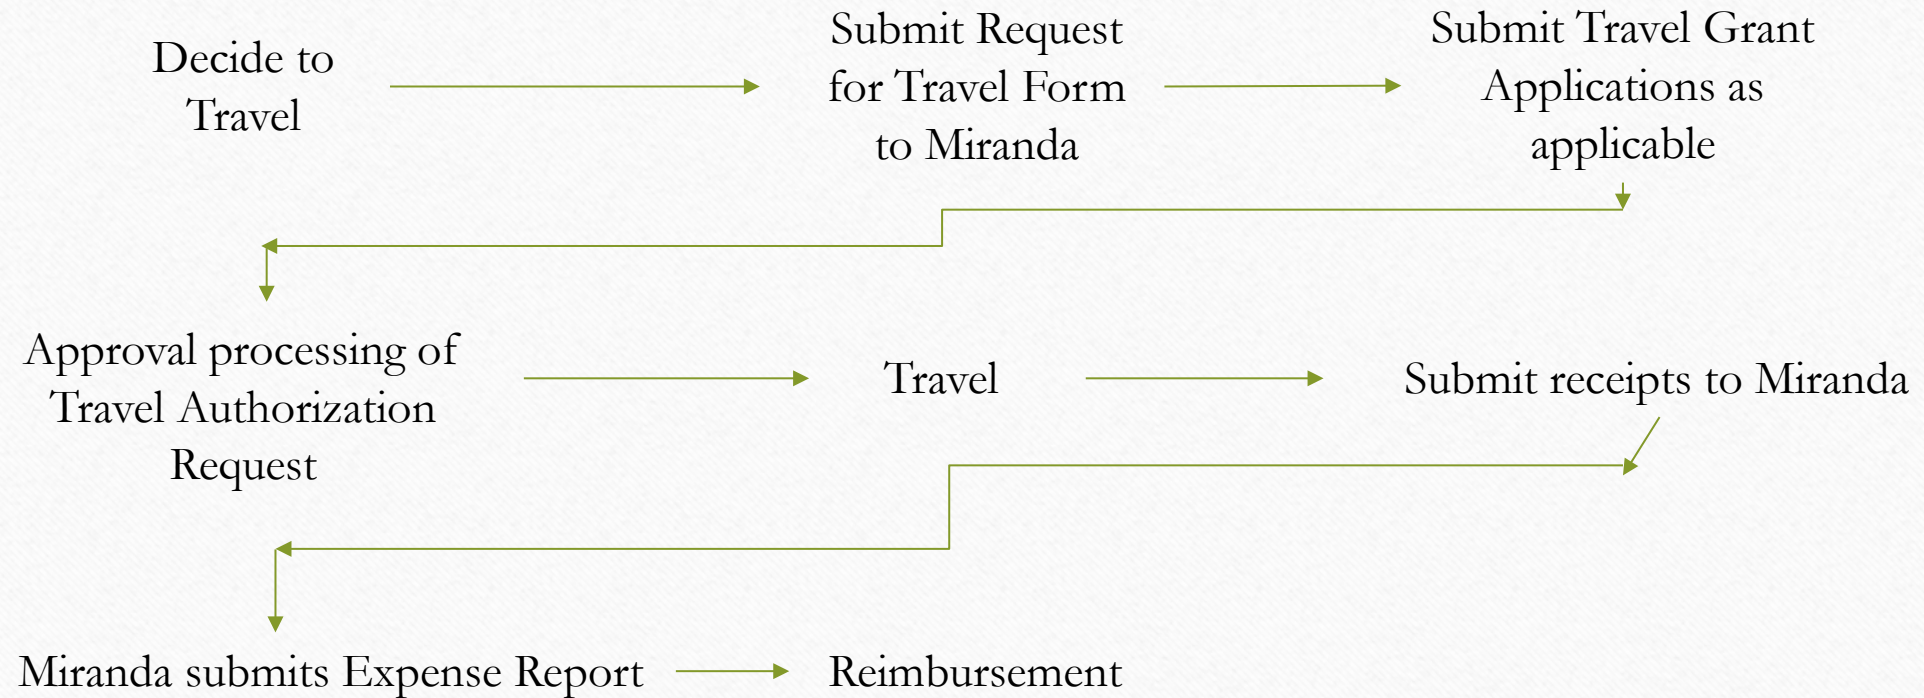 Decide to
Travel
Submit Request
for Travel Form
to Miranda
Submit Travel Grant
Applications as
applicable
Approval processing of
Travel Authorization
Request
Travel
Submit receipts to Miranda
Miranda submits Expense Report
Reimbursement